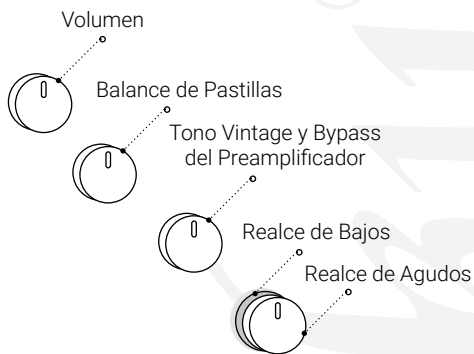 Volumen
Balance de Pastillas
Tono Vintage y Bypass
del Preamplificador
Realce de Bajos
Realce de Agudos